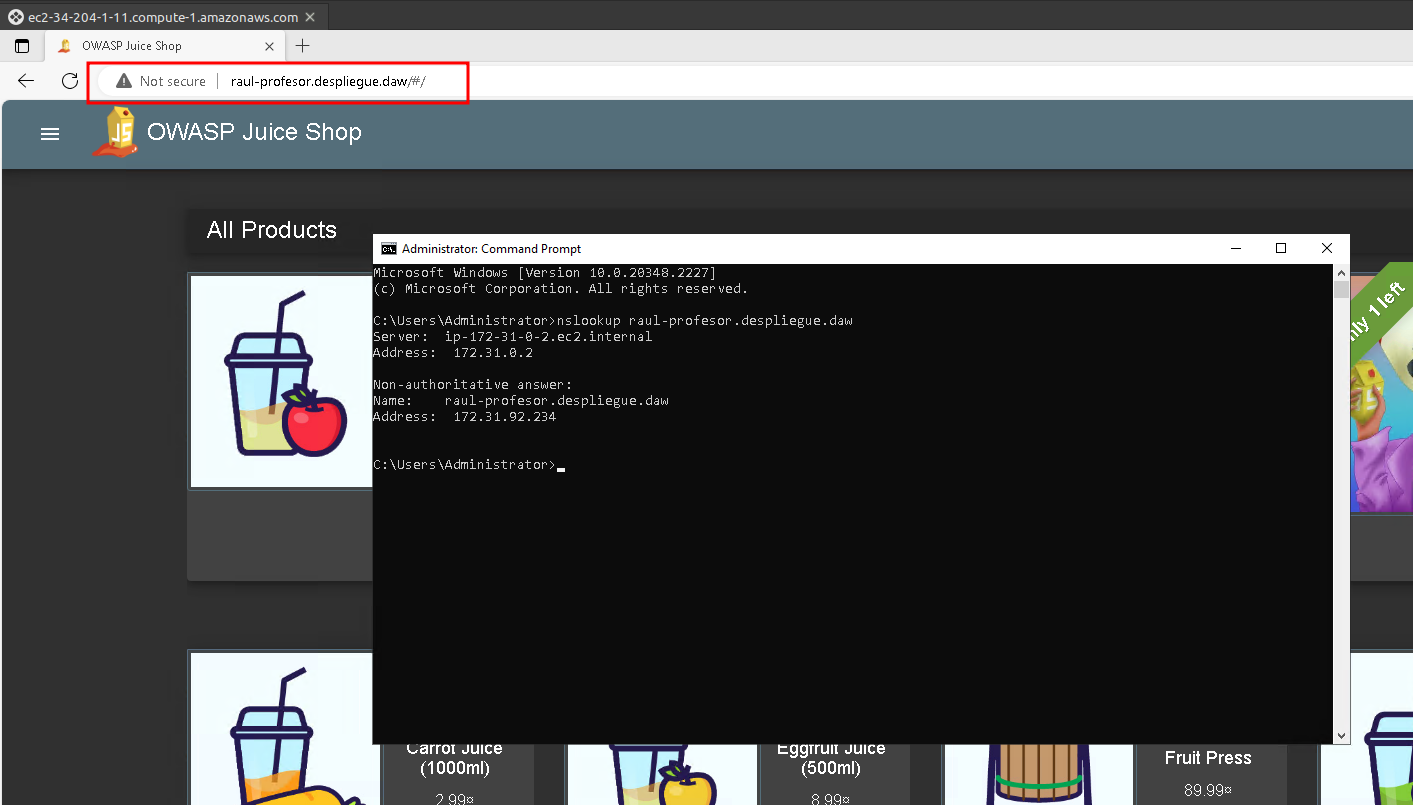 ec2-34-204-1-11.compute-1.amazonaws.com
OWASP Juice Shop
Not secure
raul-profesor.despliegue.daw/#/
JS
OWASP Juice Shop
All Products
Administrator: Command Prompt
Microsoft Windows [Version 10.0.20348.2227]
(c) Microsoft Corporation. All rights reserved.
C:\Users\Administrator>nslookup raul-profesor.despliegue.daw
Server:  ip-172-31-0-2.ec2.internal
Address:  172.31.0.2
Non-authoritative answer:
Name:    raul-profesor.despliegue.daw
Address:  172.31.92.234
C:\Users\Administrator>
1 left
Carrot Juice
(1000ml)
2.99¤
Eggfruit Juice
(500ml)
8.99¤
Fruit Press
89.99¤